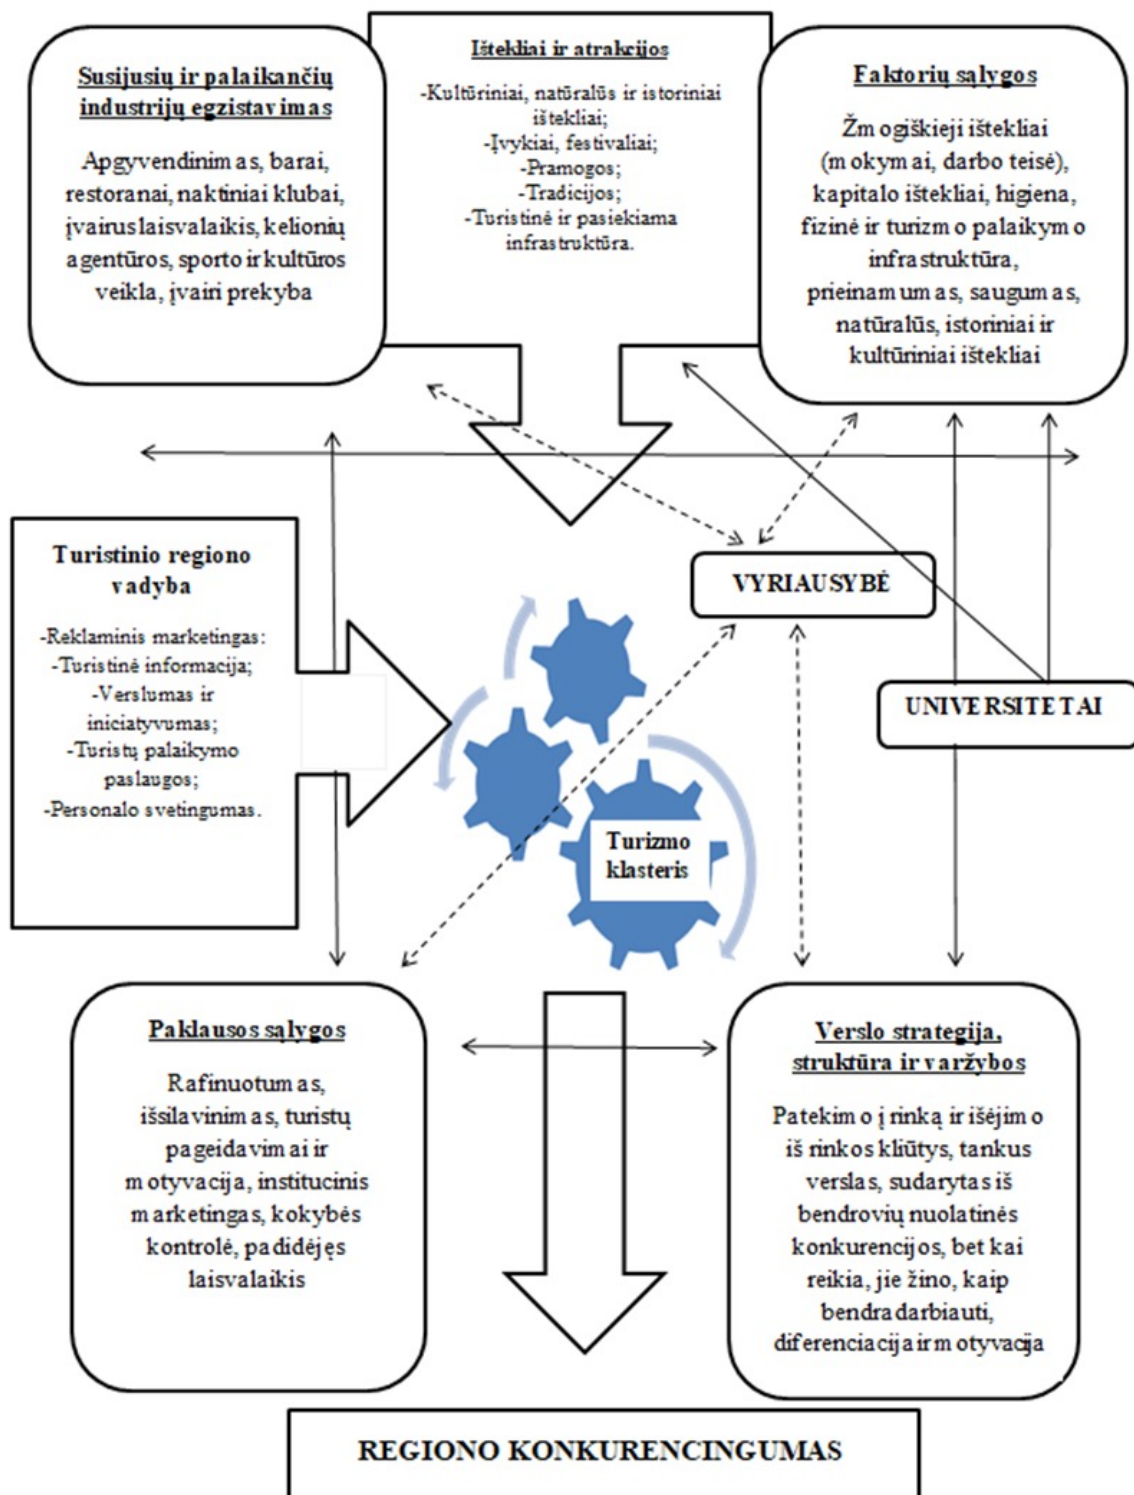 Susijusių ir palaikančių
industrijų egzistavimas
Apgyvendinimas, barai,
restoranai, naktiniai klubai,
įvairus laisvalaikis, kelionių
agentūros, sporto ir kultūros
veikla, įvairi prekyba
Ištekliai ir atrakcijos
-Kultūriniai, natūralūs ir istoriniai
ištekliai;
-Įvykiai, festivaliai;
-Pramogos;
-Tradicijos;
-Turistinė ir pasiekiama
infrastruktūra.
Faktorių sąlygos
Žmogiškieji ištekliai
(mokymai, darbo teisė),
kapitalo ištekliai, higiena,
fizinė ir turizmo palaikymo
infrastruktūra,
prieinamumas, saugumas,
natūralūs, istoriniai ir
kultūriniai ištekliai
Turistinio regiono
vadyba
-Reklaminis marketingas:
-Turistinė informacija;
-Verslumas ir
iniciatyvumas;
-Turistų palaikymo
paslaugos;
-Personalo svetingumas.
VYRIAUSYBĖ
UNIVERSITETAI
Turizmo
klasteris
Paklausos sąlygos
Rafinuotumas,
išsilavinimas, turistų
pageidavimai ir
motyvacija, institucinis
marketingas, kokybės
kontrolė, padidėjęs
laisvalaikis
Verslo strategija,
struktūra ir varžybos
Patekimo į rinką ir išėjimo
iš rinkos kliūtys, tankus
verslas, sudarytas iš
bendrovių nuolatinės
konkurencijos, bet kai
reikia, jie žino, kaip
bendradarbiauti,
diferenciacija ir motyvacija
REGIONO KONKURENCINGUMAS